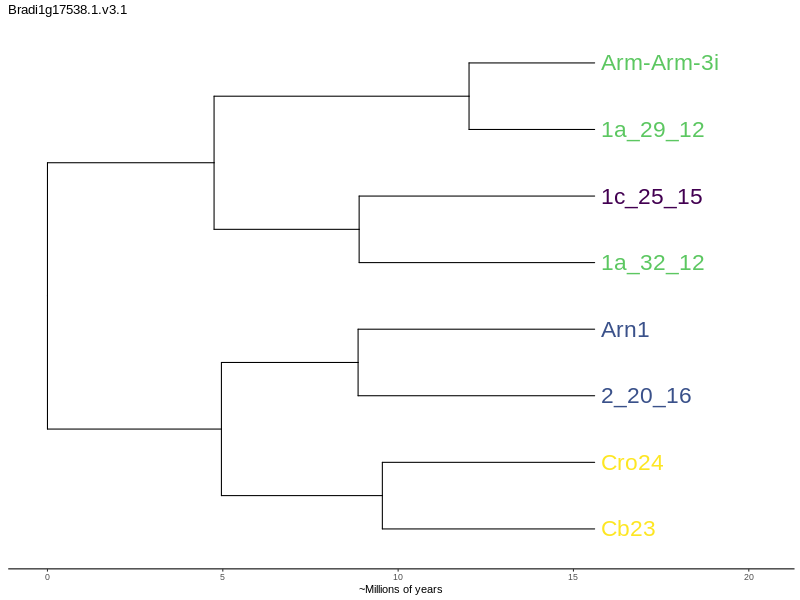 Bradi1g17538.1.v3.1
Arm-Arm-3i
1a_29_12
1c_25_15
1a_32_12
Arn1
2_20_16
Cro24
Cb23
0 5 10 15 20
~Millions of years